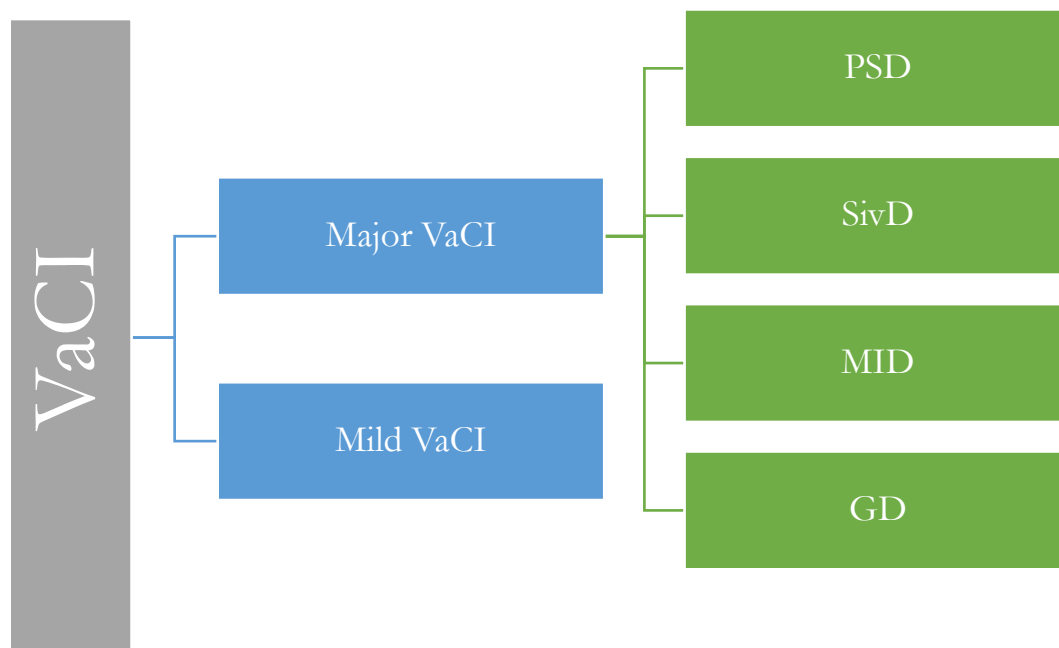 VaCI
Major VaCI
Mild VaCI
PSD
SivD
MID
GD